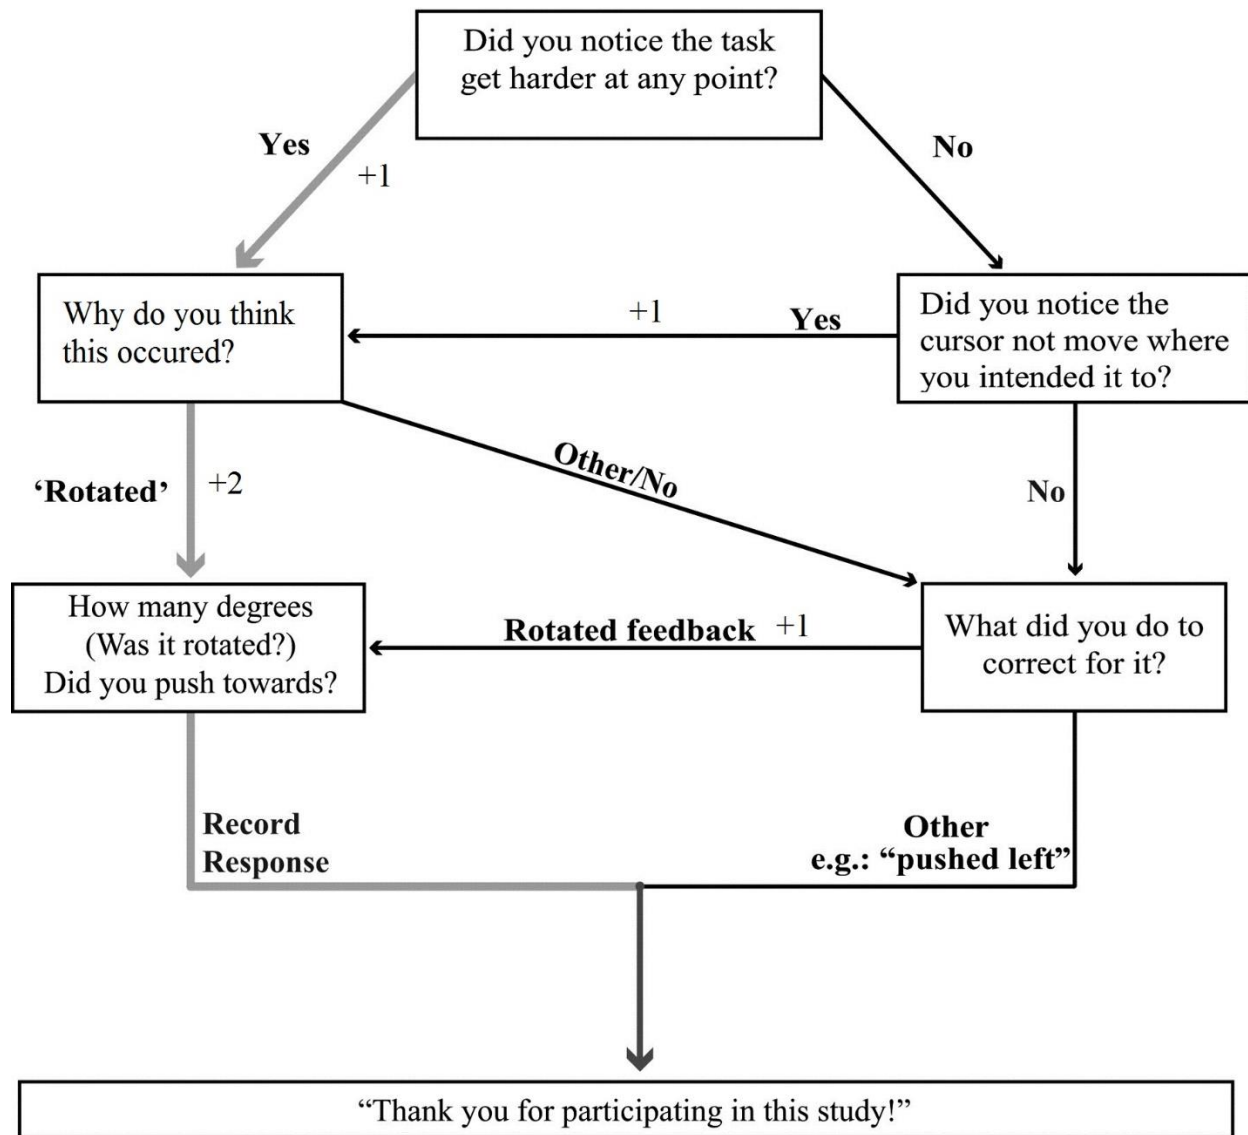 Did you notice the task
get harder at any point?
Yes
+1
No
Why do you think
this occured?
+1
Yes
Did you notice the
cursor not move where
you intended it to?
‘Rotated’
+2
Other/No
No
How many degrees
(Was it rotated?)
Did you push towards?
Rotated feedback +1
What did you do to
correct for it?
Record
Response
Other
e.g.: “pushed left”
“Thank you for participating in this study!”